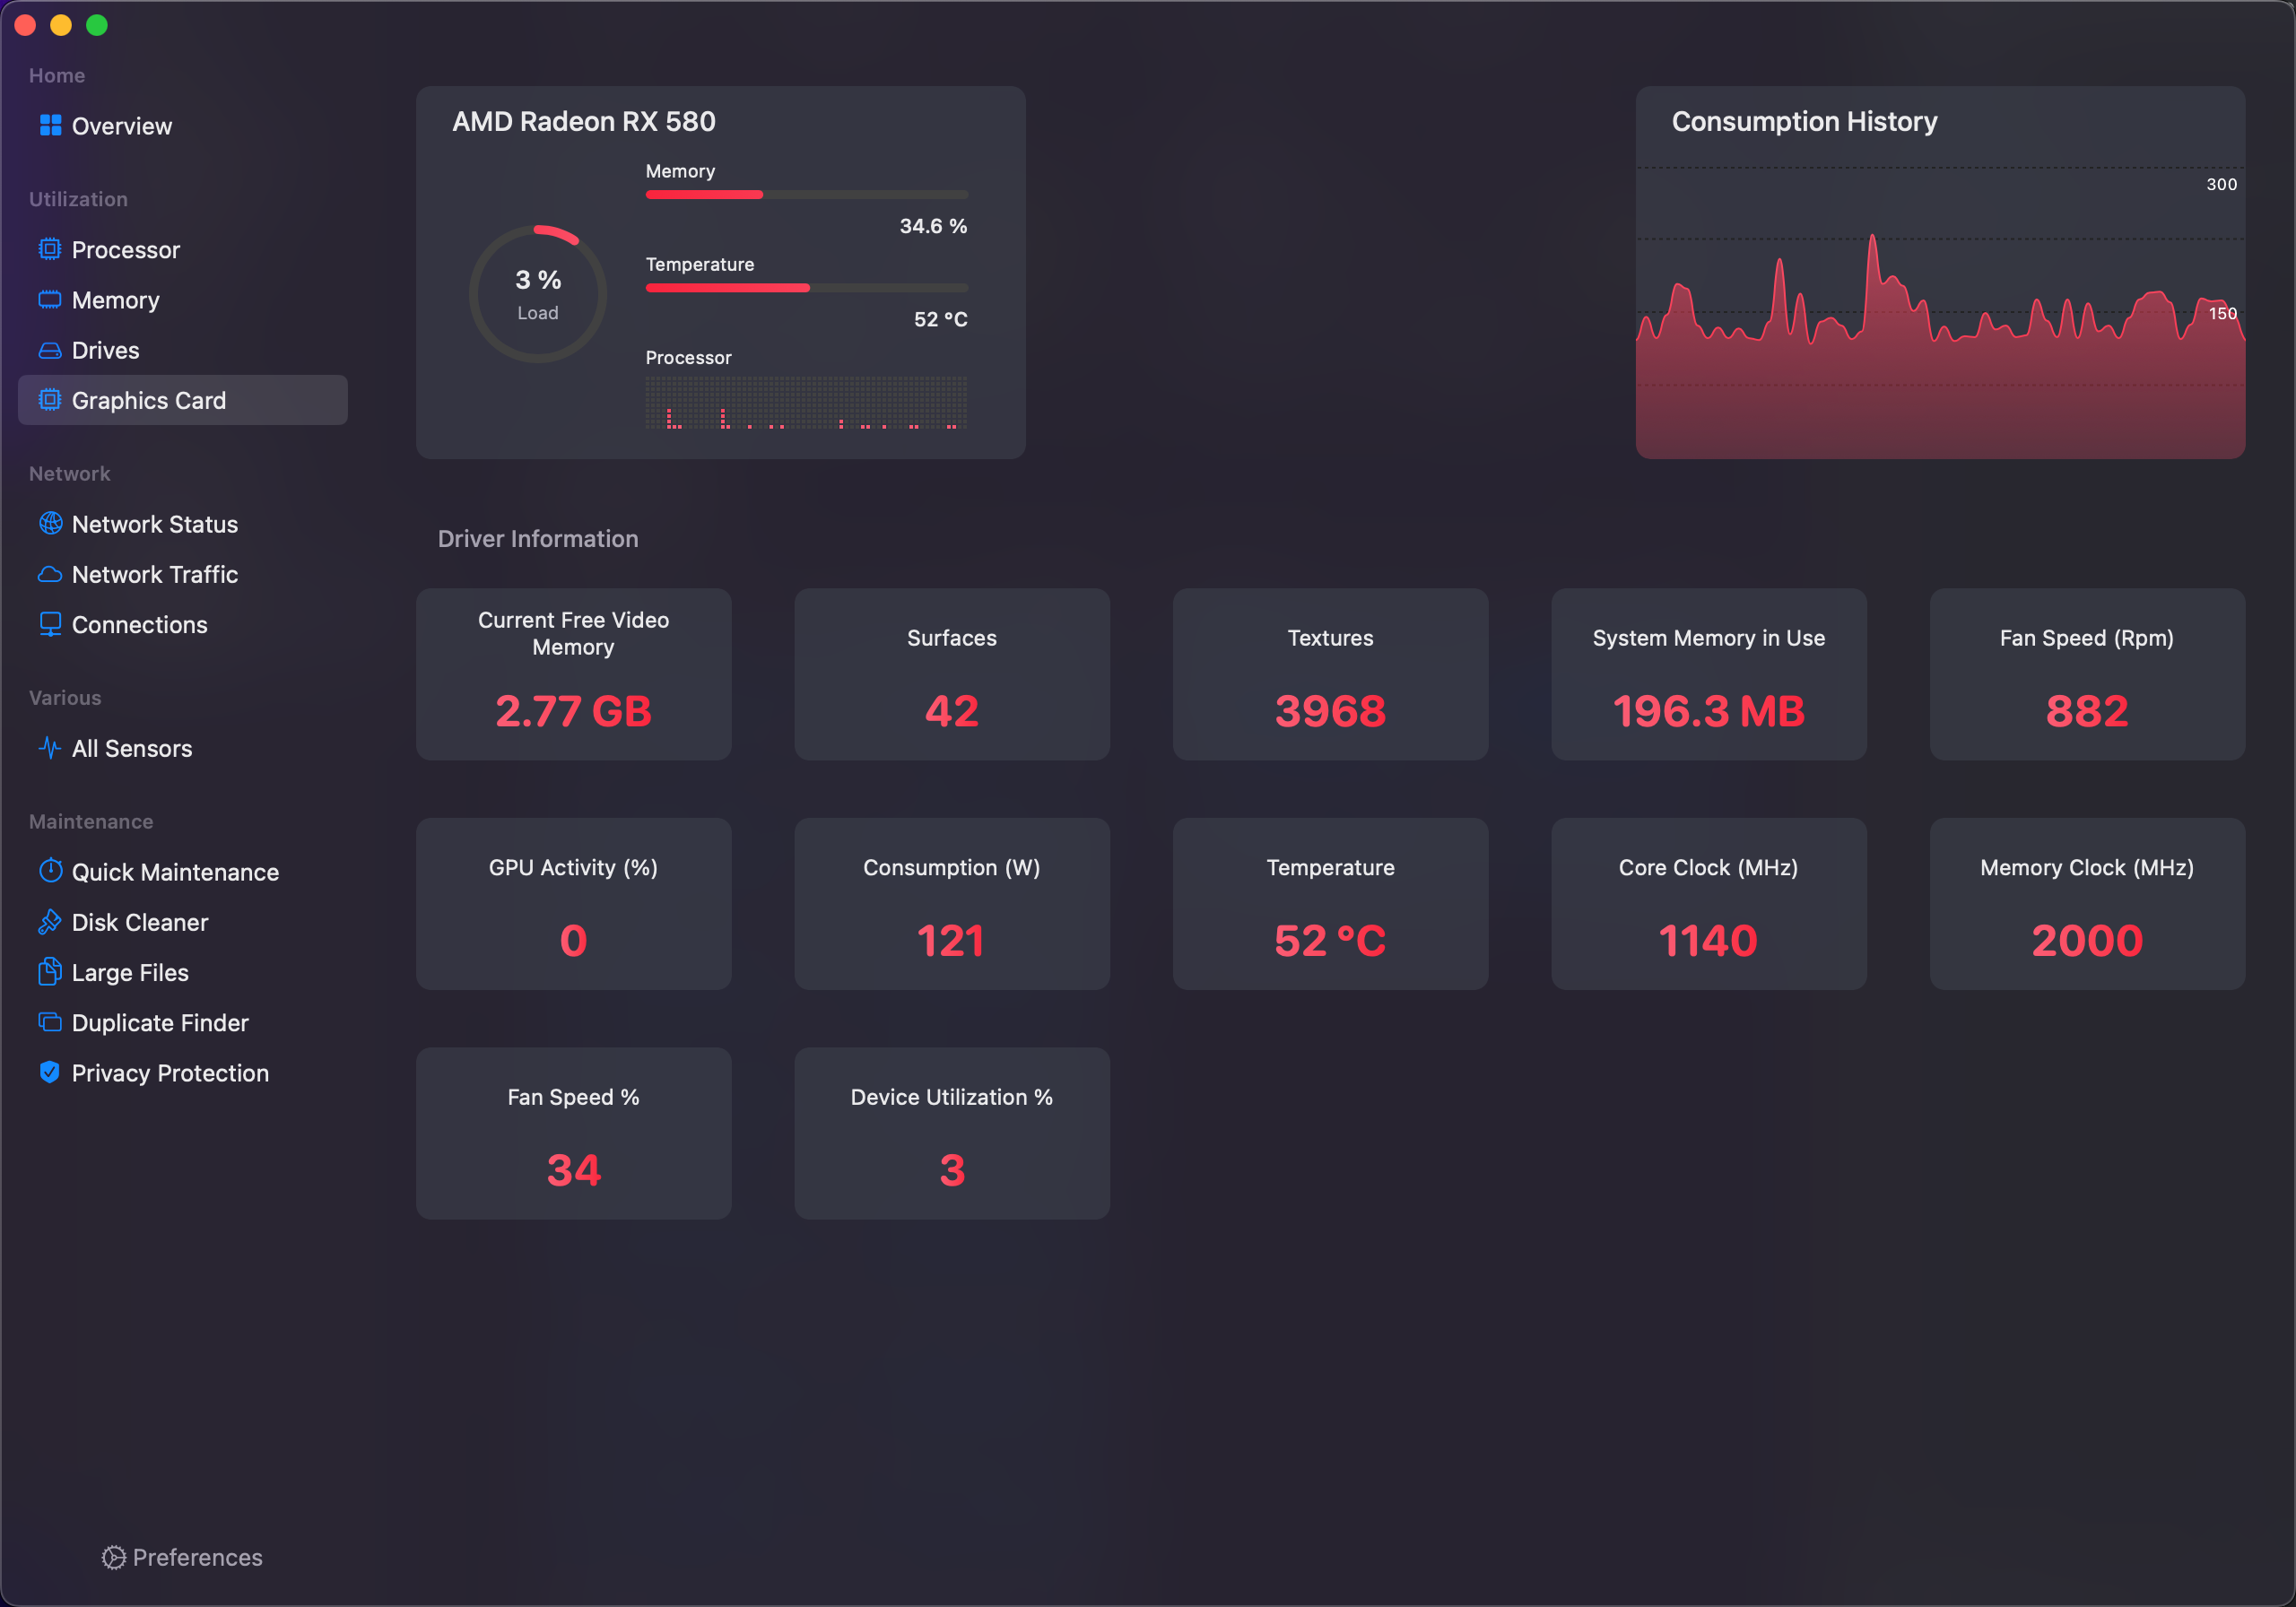 Home
Overview
Utilization
Processor
Memory
Drives
Graphics Card
Network
Network Status
Network Traffic
Connections
Various
All Sensors
Maintenance
Quick Maintenance
Disk Cleaner
Large Files
Duplicate Finder
Privacy Protection
Preferences
AMD Radeon RX 580
3 %
Load
Memory
34.6 %
Temperature
52 °C
Processor
Consumption History
300
150
Driver Information
Current Free Video
Memory
2.77 GB
Surfaces
42
Textures
3968
System Memory in Use
196.3 MB
Fan Speed (Rpm)
882
GPU Activity (%)
0
Consumption (W)
121
Temperature
52 °C
Core Clock (MHz)
1140
Memory Clock (MHz)
2000
Fan Speed %
34
Device Utilization %
3